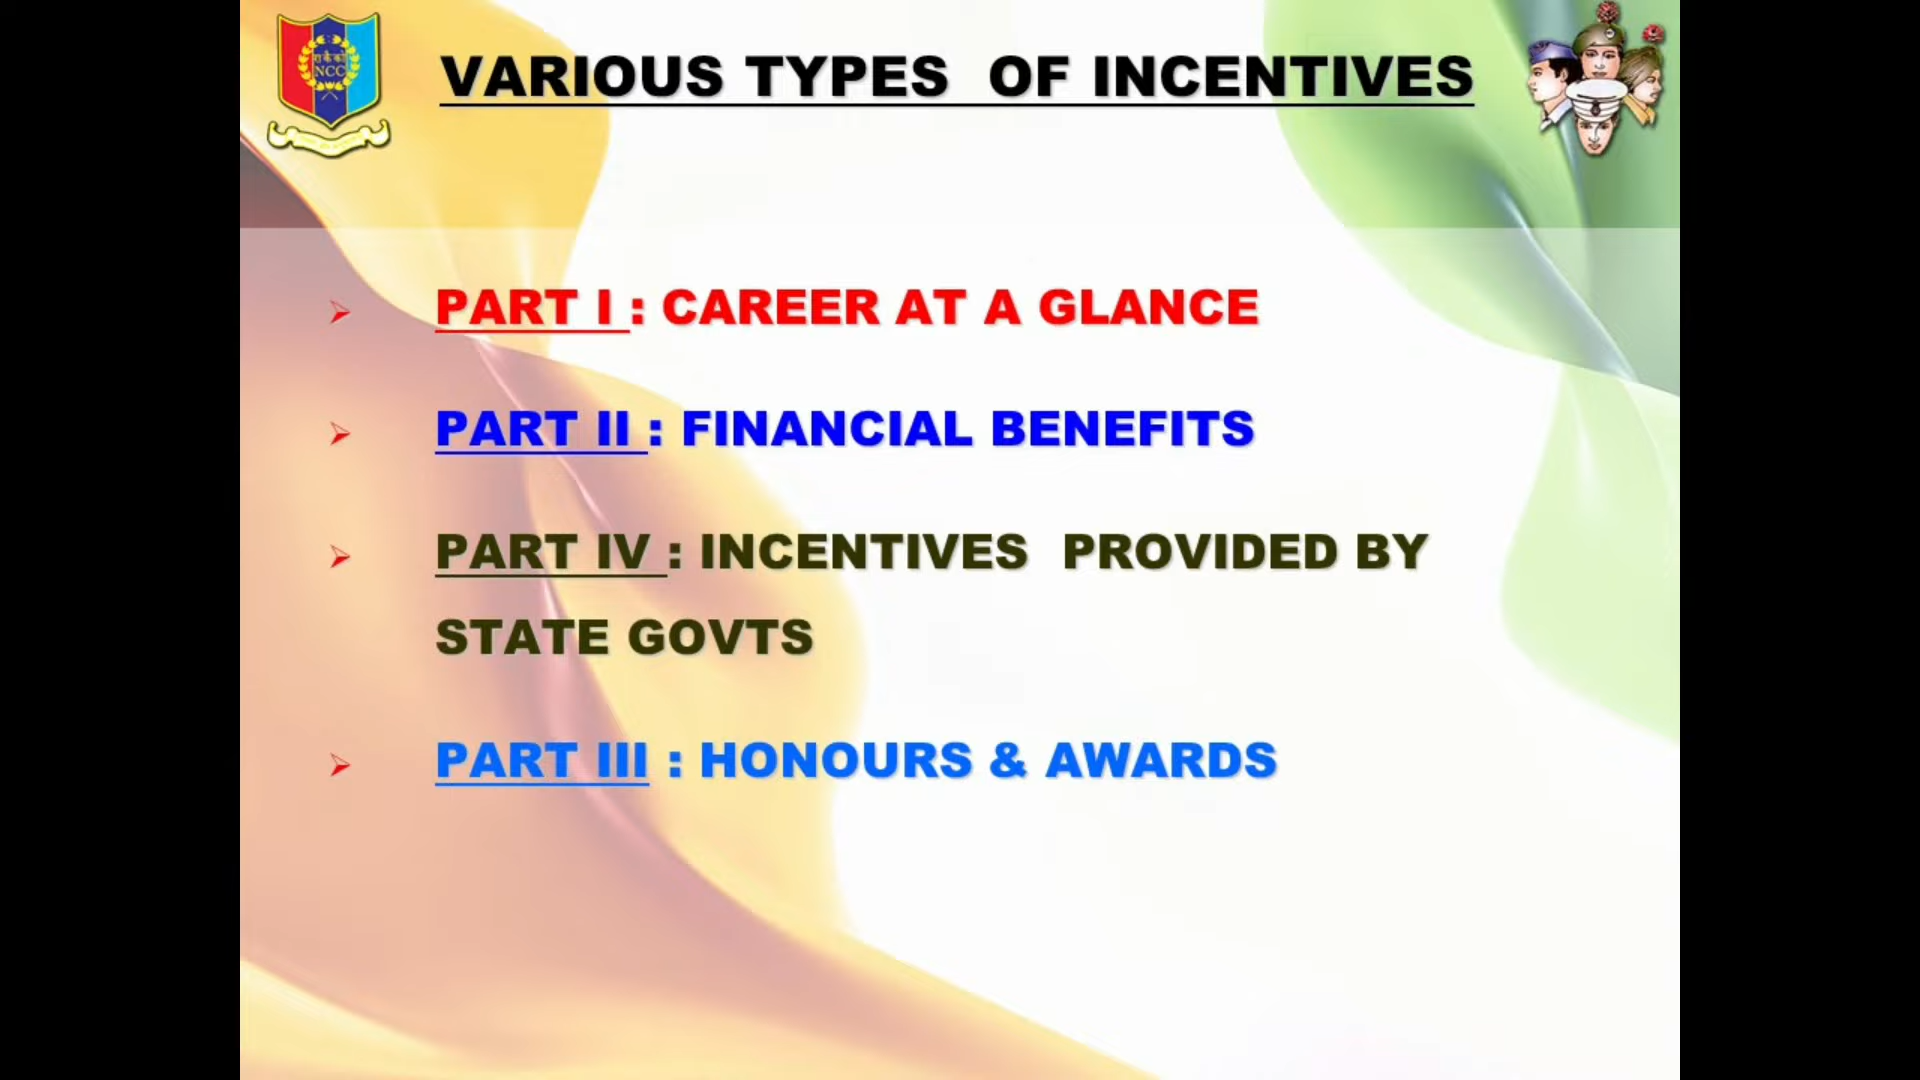 रा के को
NCC
VARIOUS TYPES OF INCENTIVES
PART I : CAREER AT A GLANCE
PART II : FINANCIAL BENEFITS
PART IV : INCENTIVES PROVIDED BY
STATE GOVTS
PART III : HONOURS & AWARDS